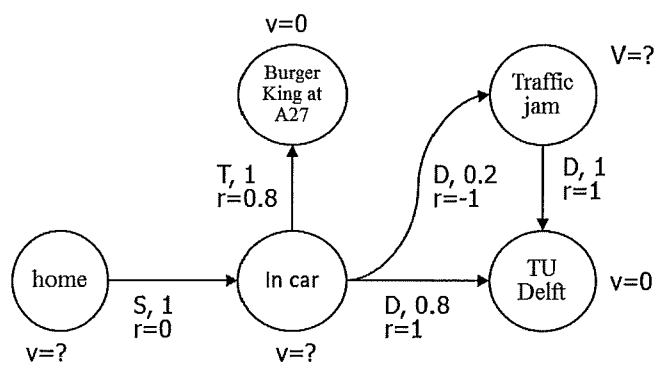 v=0
Burger
King at
A27
T, 1
r=0.8
V=?
Traffic
jam
D, 0.2
r=-1
D, 1
r=1
home
v=?
S, 1
r=0
In car
v=?
D, 0.8
r=1
TU
Delft
v=0